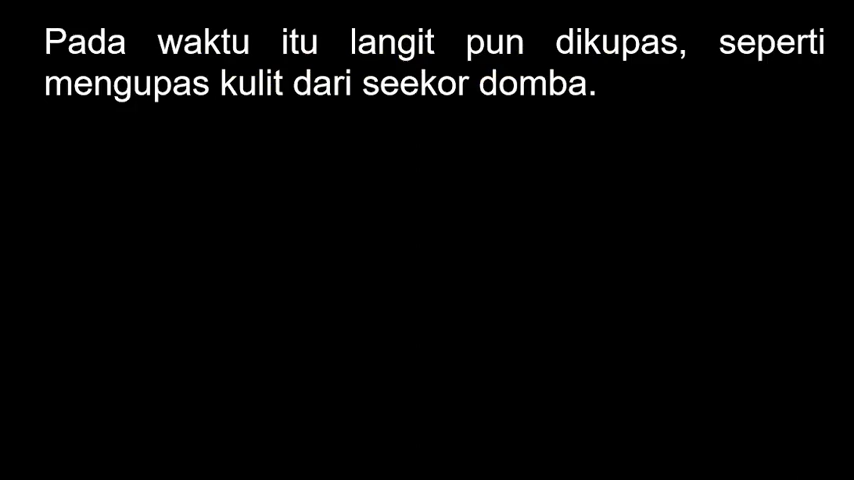 Pada waktu itu langit pun dikupas, seperti
mengupas kulit dari seekor domba.